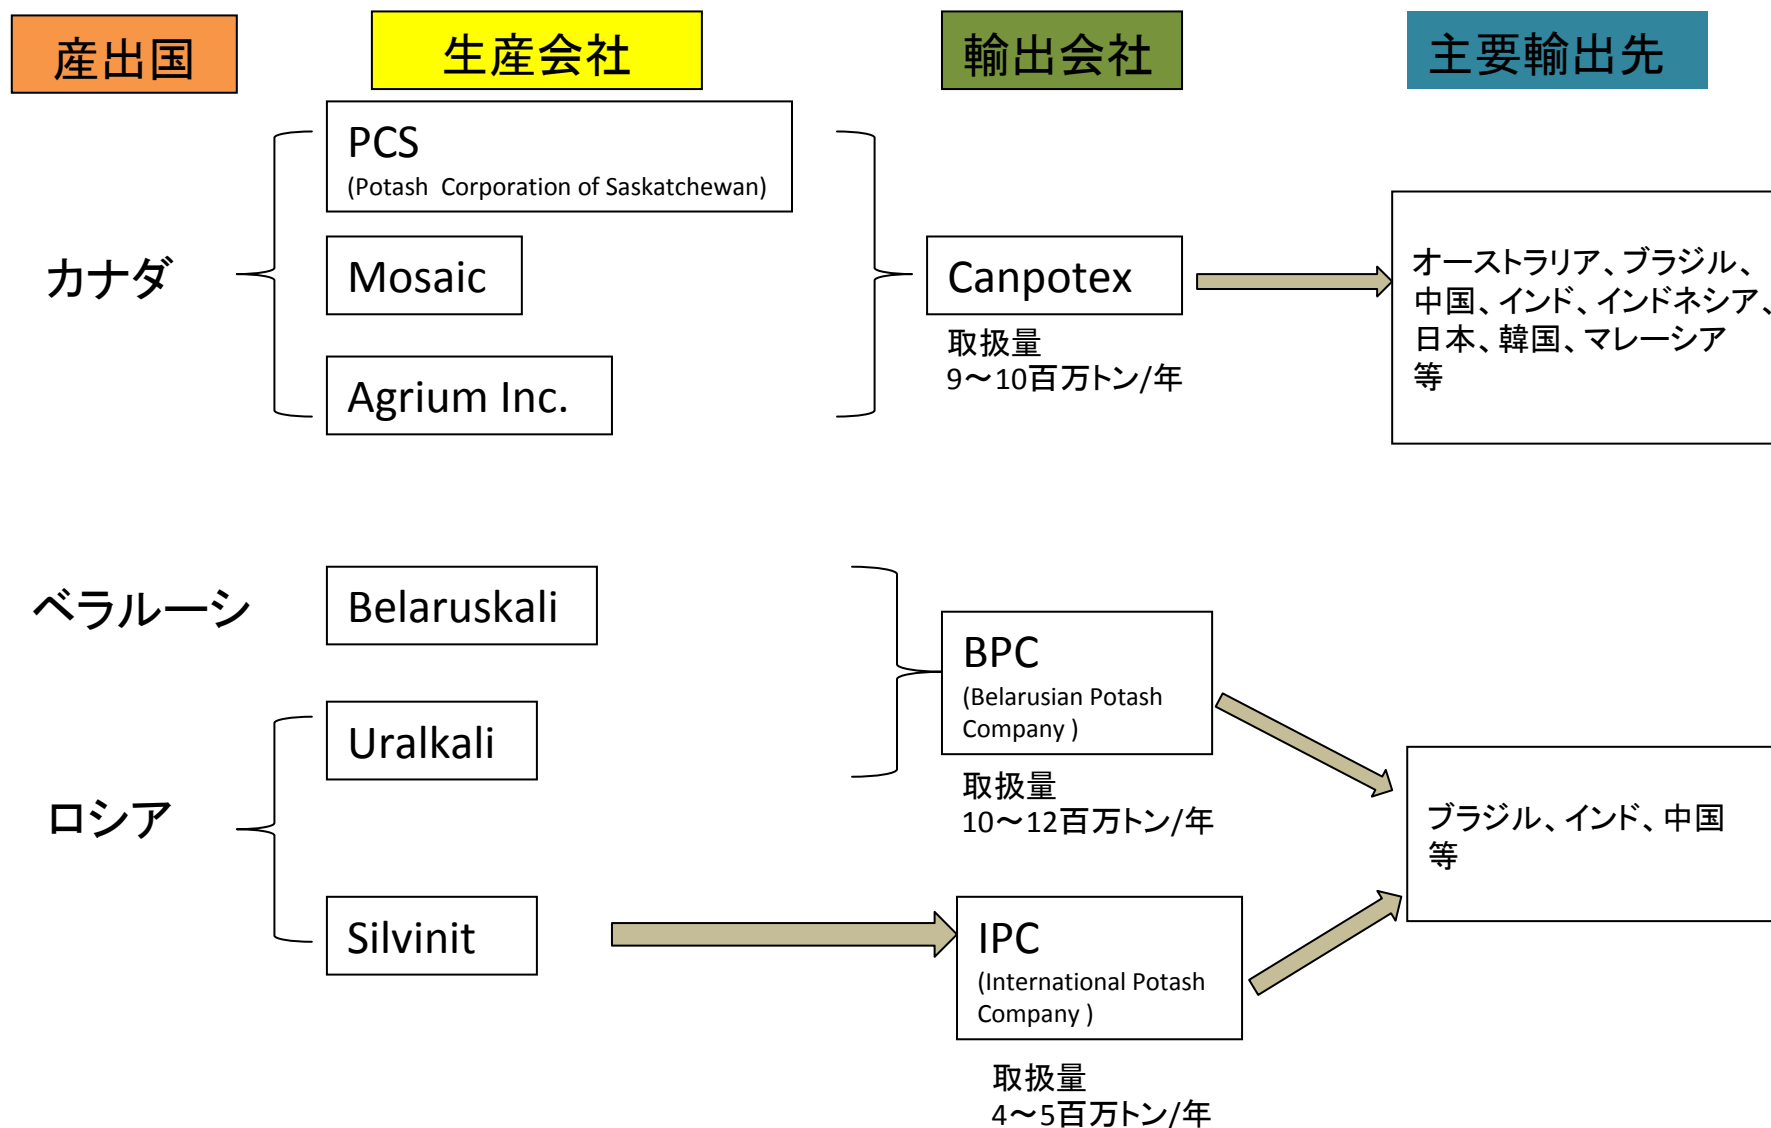 産出国
生産会社
輸出会社
主要輸出先
カナダ
PCS
(Potash Corporation of Saskatchewan)
Mosaic
Agrium Inc.
Canpotex
取扱量
9～10百万トン/年
オーストラリア、ブラジル、
中国、インド、インドネシア、
日本、韓国、マレーシア
等
ベラルーシ
Belaruskali
ロシア
Uralkali
Silvinit
BPC
(Belarusian Potash
Company )
取扱量
10～12百万トン/年
IPC
(International Potash
Company )
取扱量
4～5百万トン/年
ブラジル、インド、中国
等